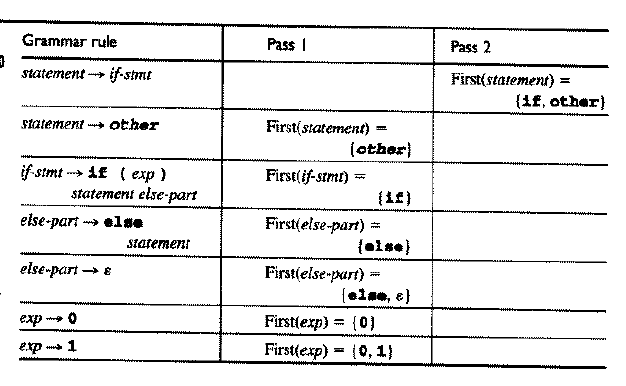 Grammar rule Pass 1 Pass 2
statement → if-stmt First(statement) =
{if, other}
statement → other First(statement) =
{other}
if-stmt → if ( exp ) First(if-stmt) =
statement else-part {if}
else-part → else First(else-part) =
statement {else}
else-part → ε First(else-part) =
{else, ε}
exp → 0 First(exp) = {0}
exp → 1 First(exp) = {0, 1}